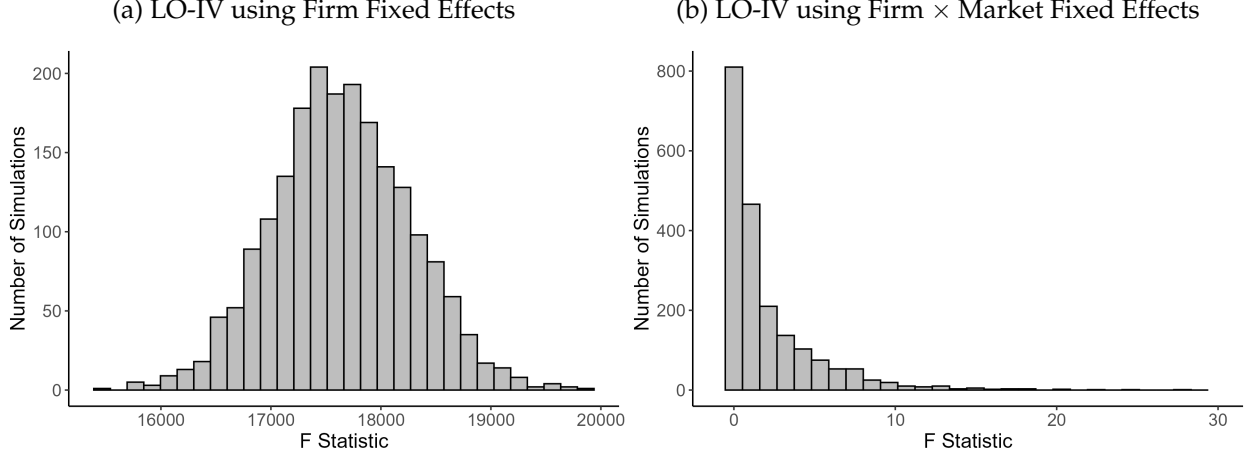 (a) LO-IV using Firm Fixed Effects
200
150
100
50
0
Number of Simulations
16000 17000 18000 19000 20000
F Statistic
(b) LO-IV using Firm × Market Fixed Effects
800
600
400
200
0
Number of Simulations
0 10 20 30
F Statistic